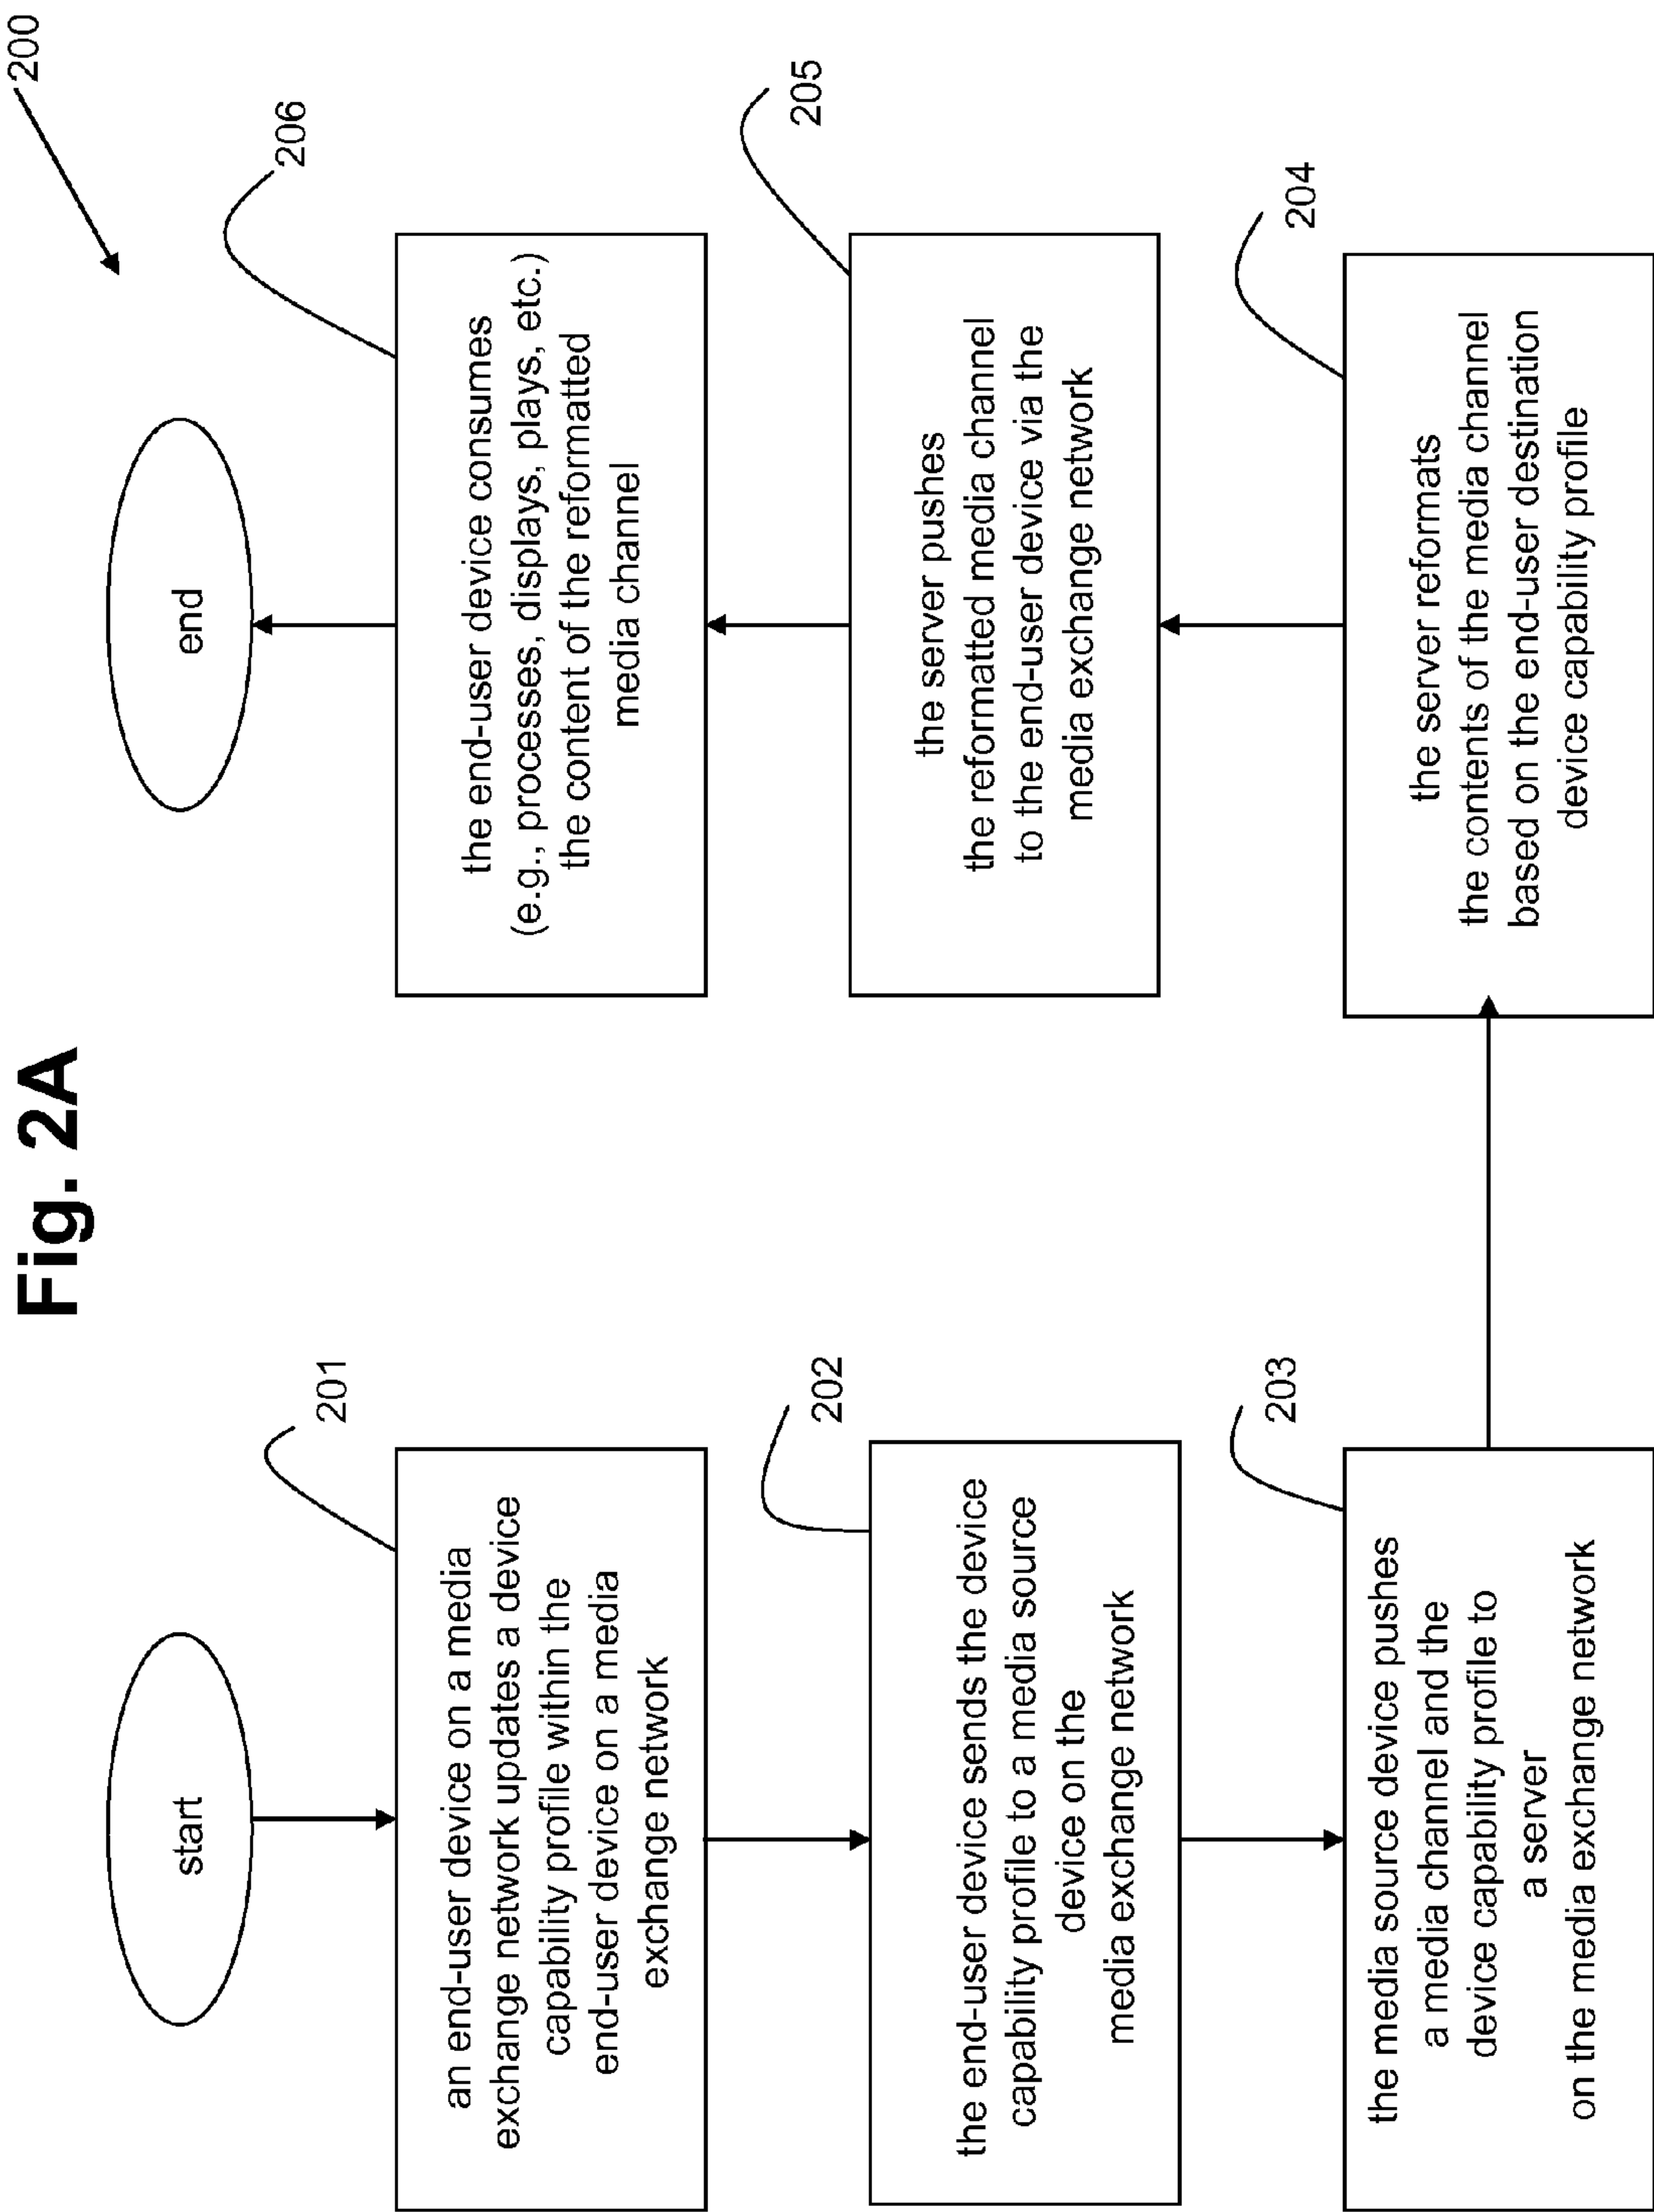 Fig. 2A
200
start
201
an end-user device on a media
exchange network updates a device
capability profile within the
end-user device on a media
exchange network
202
the end-user device sends the device
capability profile to a media source
device on the
media exchange network
203
the media source device pushes
a media channel and the
device capability profile to
a server
on the media exchange network
204
the server reformats
the contents of the media channel
based on the end-user destination
device capability profile
205
the server pushes
the reformatted media channel
to the end-user device via the
media exchange network
206
the end-user device consumes
(e.g., processes, displays, plays, etc.)
the content of the reformatted
media channel
end